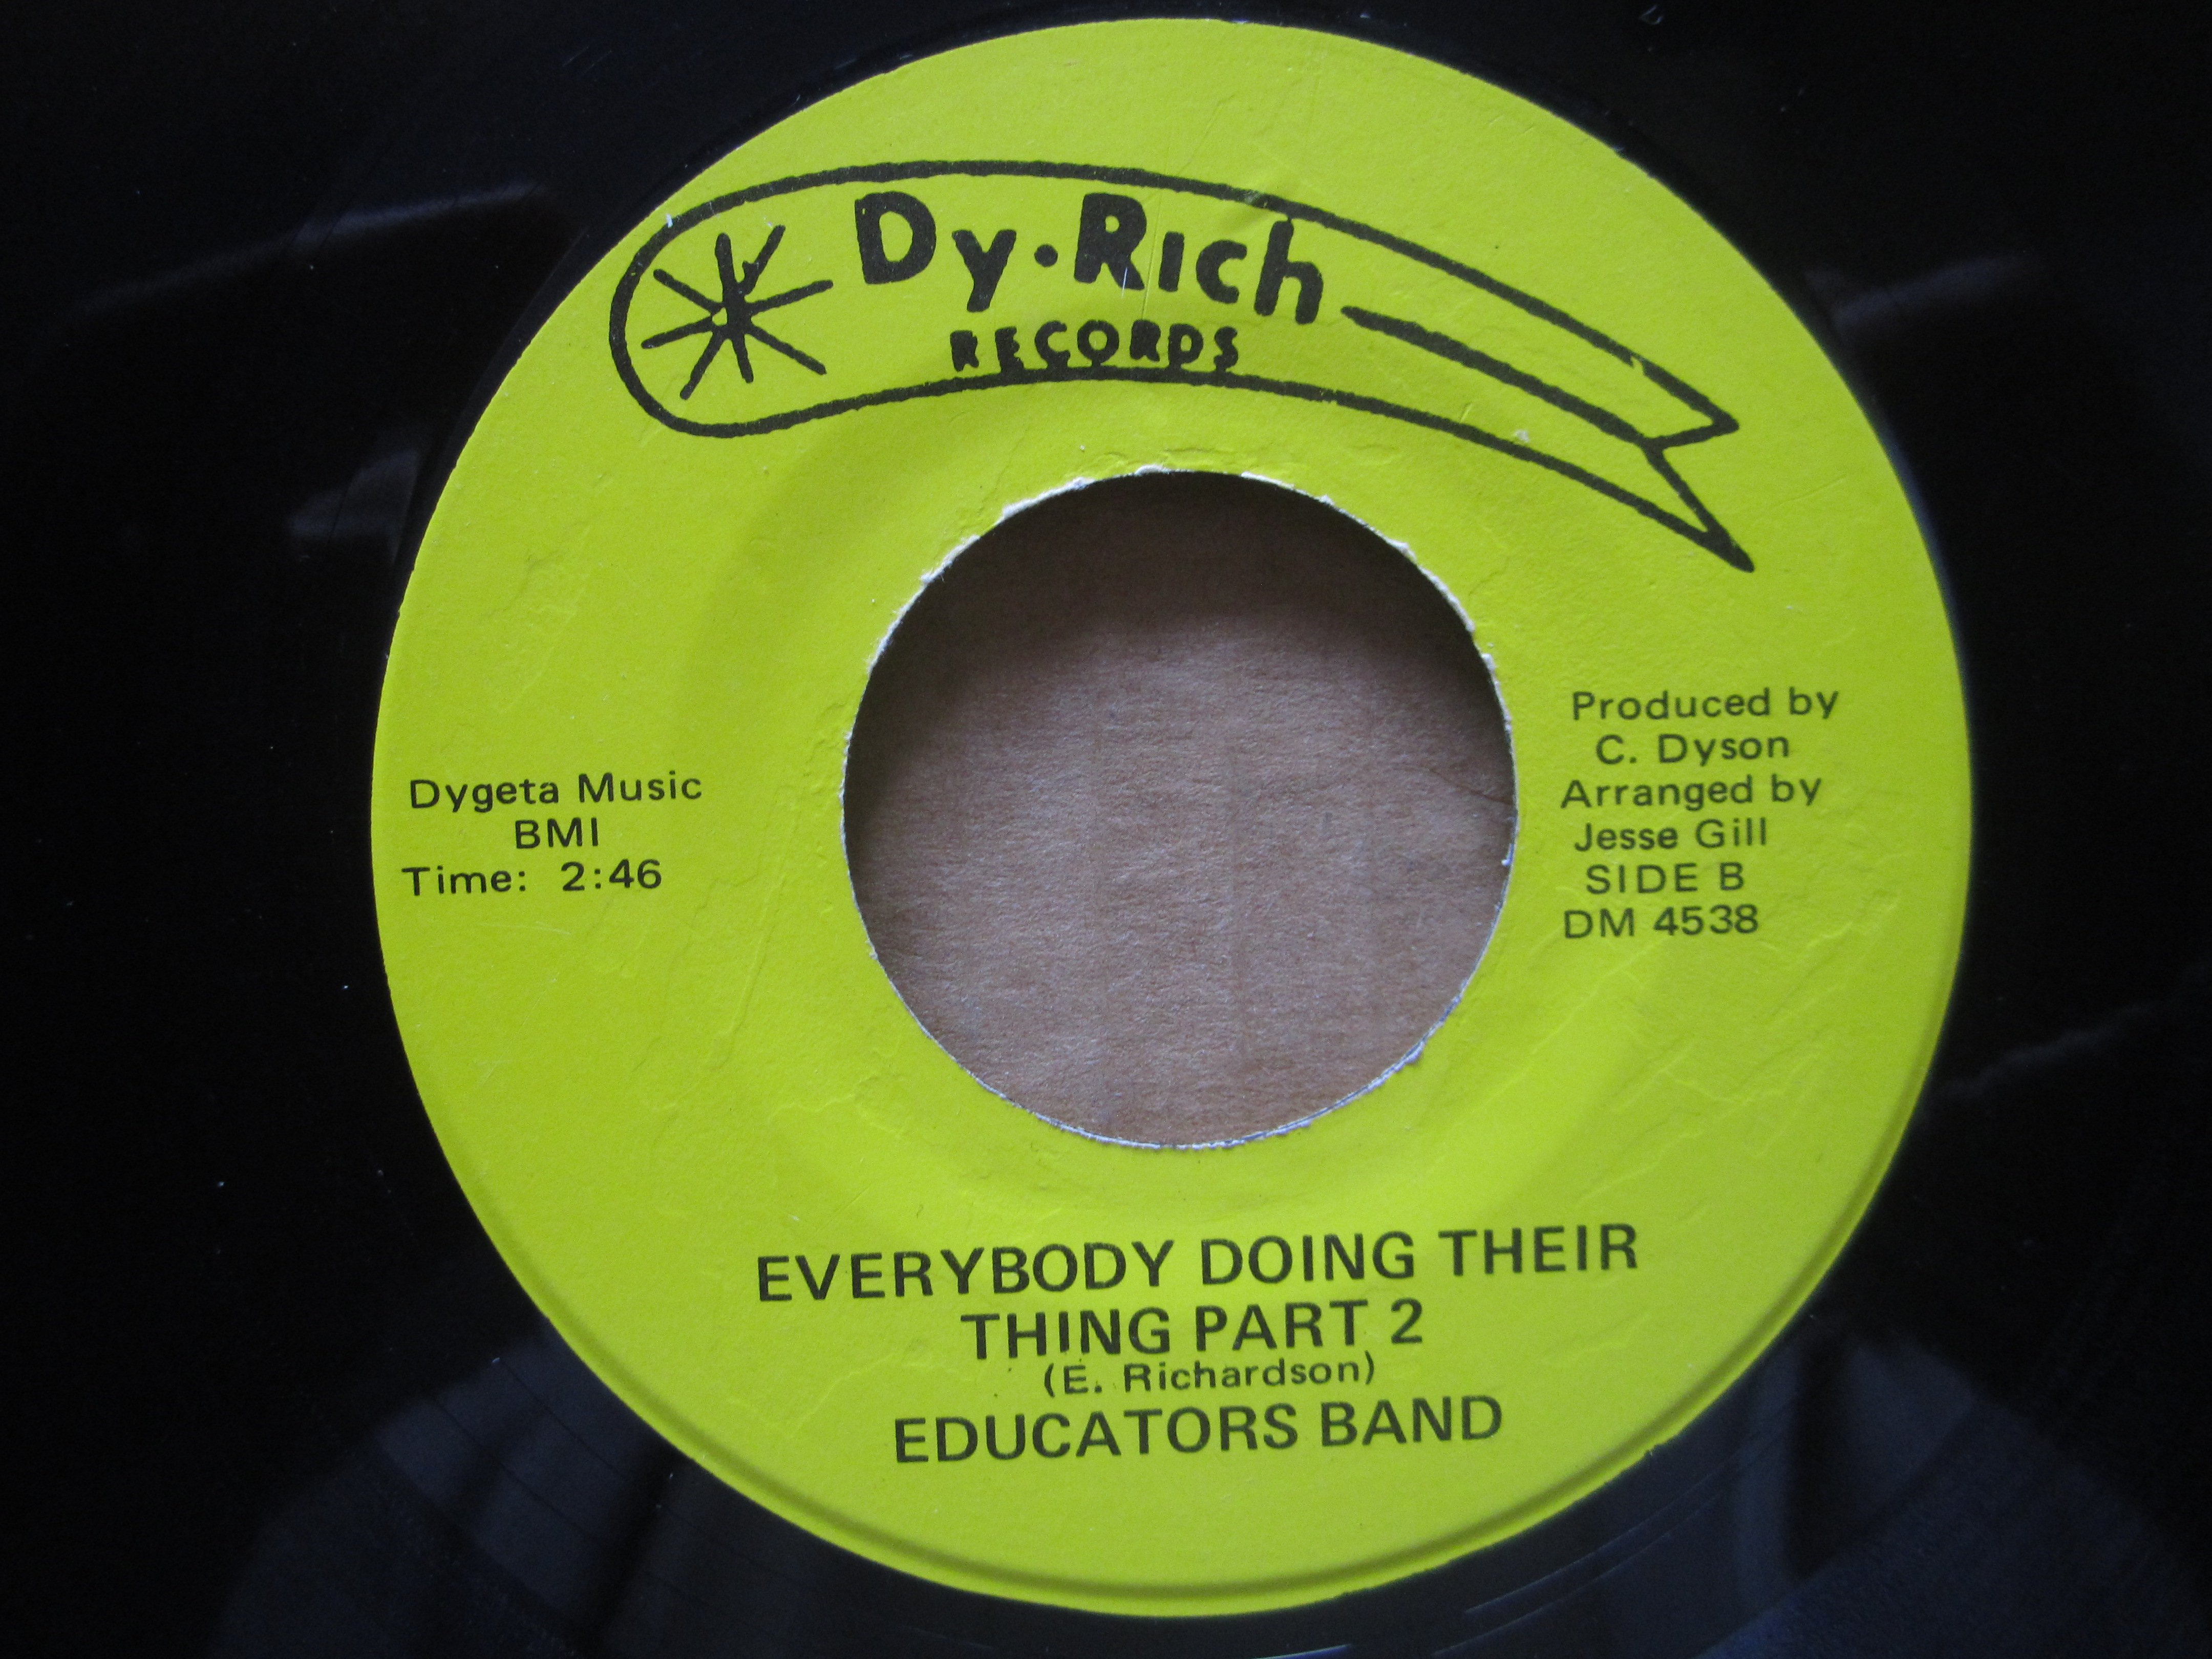 Dy·Rich
RECORDS
Dygeta Music
BMI
Time: 2:46
Produced by
C. Dyson
Arranged by
Jesse Gill
SIDE B
DM 4538
EVERYBODY DOING THEIR
THING PART 2
(E. Richardson)
EDUCATORS BAND